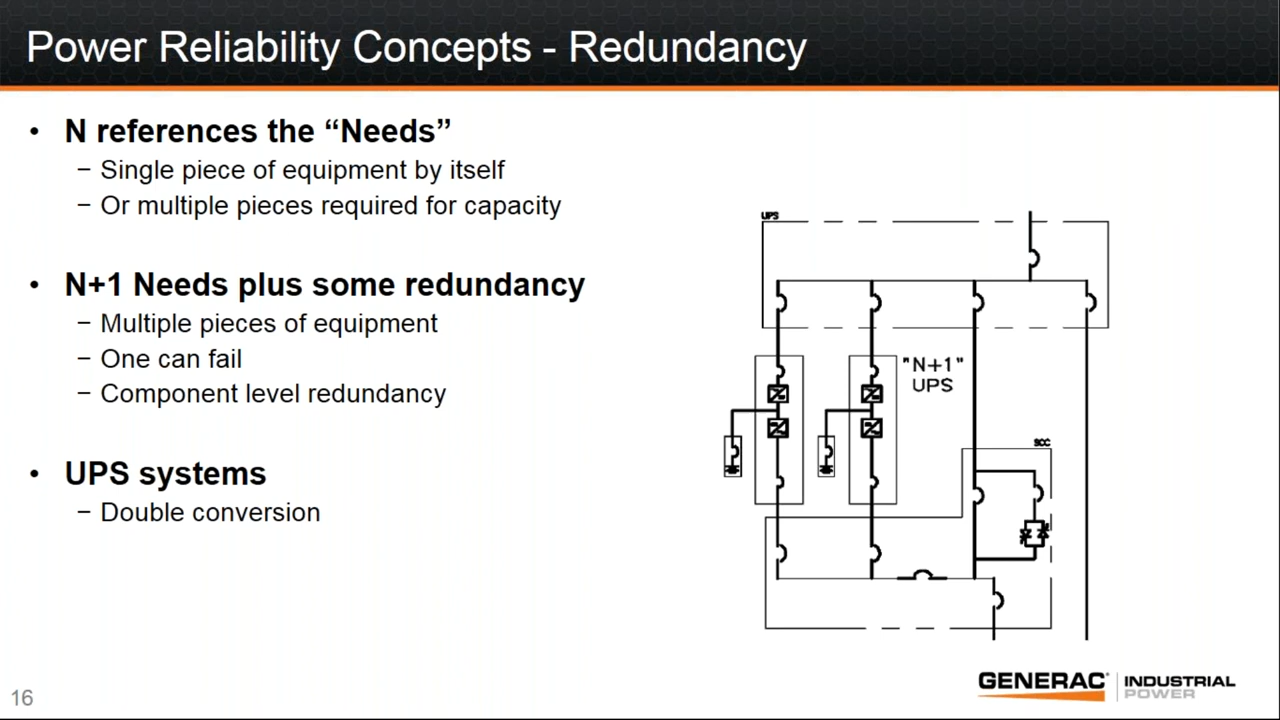 Power Reliability Concepts - Redundancy
• N references the “Needs”
− Single piece of equipment by itself
− Or multiple pieces required for capacity
• N+1 Needs plus some redundancy
− Multiple pieces of equipment
− One can fail
− Component level redundancy
• UPS systems
− Double conversion
UPS
"N+1"
UPS
SCC
16
GENERAC INDUSTRIAL
POWER